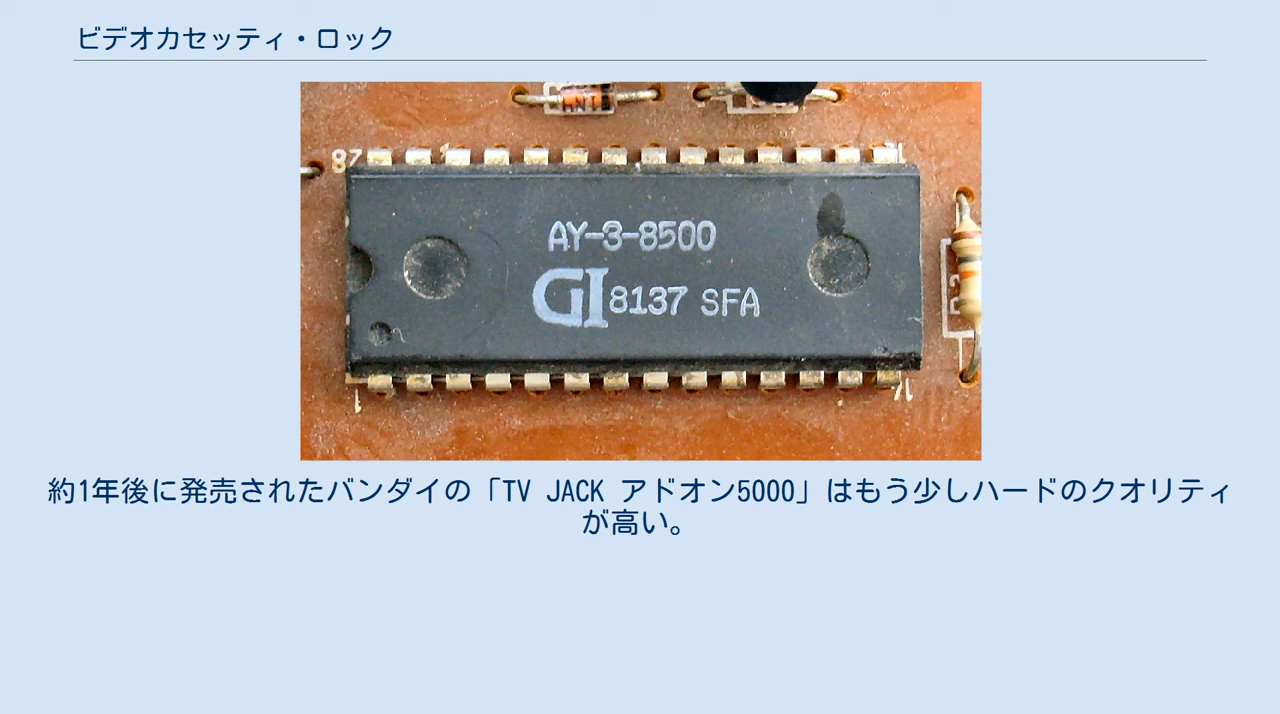 ビデオカセッティ・ロック
87
AY-3-8500
GI 8137 SFA
約1年後に発売されたバンダイの「TV JACK アドオン5000」はもう少しハードのクオリティ
が高い。